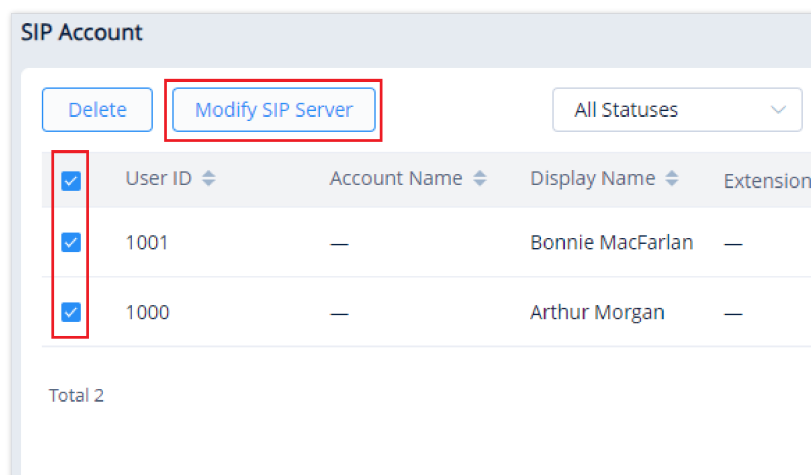 SIP Account
Delete Modify SIP Server All Statuses
User ID Account Name Display Name Extension
1001 — Bonnie MacFarlan —
1000 — Arthur Morgan —
Total 2